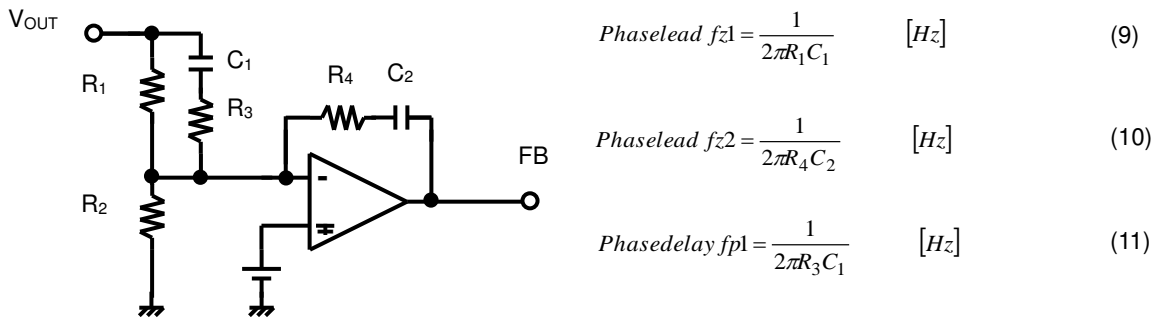 VOUT
R1
C1
R3
R4
C2
R2
-
+
FB
Phaselead fz1 = 1 / 2πR1C1 [Hz] (9)
Phaselead fz2 = 1 / 2πR4C2 [Hz] (10)
Phasedelay fp1 = 1 / 2πR3C1 [Hz] (11)